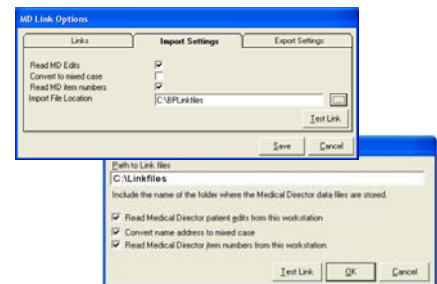 MD Link Options
Links Import Settings Export Settings
Read MD Edits
Convert to mixed case
Read MD item numbers
Import File Location C:\BPLinkfiles ...
Test Link
Save Cancel
Path to Link files
C:\Linkfiles
Include the name of the folder where the Medical Director data files are stored.
Read Medical Director patient edits from this workstation
Convert name address to mixed case
Read Medical Director item numbers from this workstation
Test Link OK Cancel